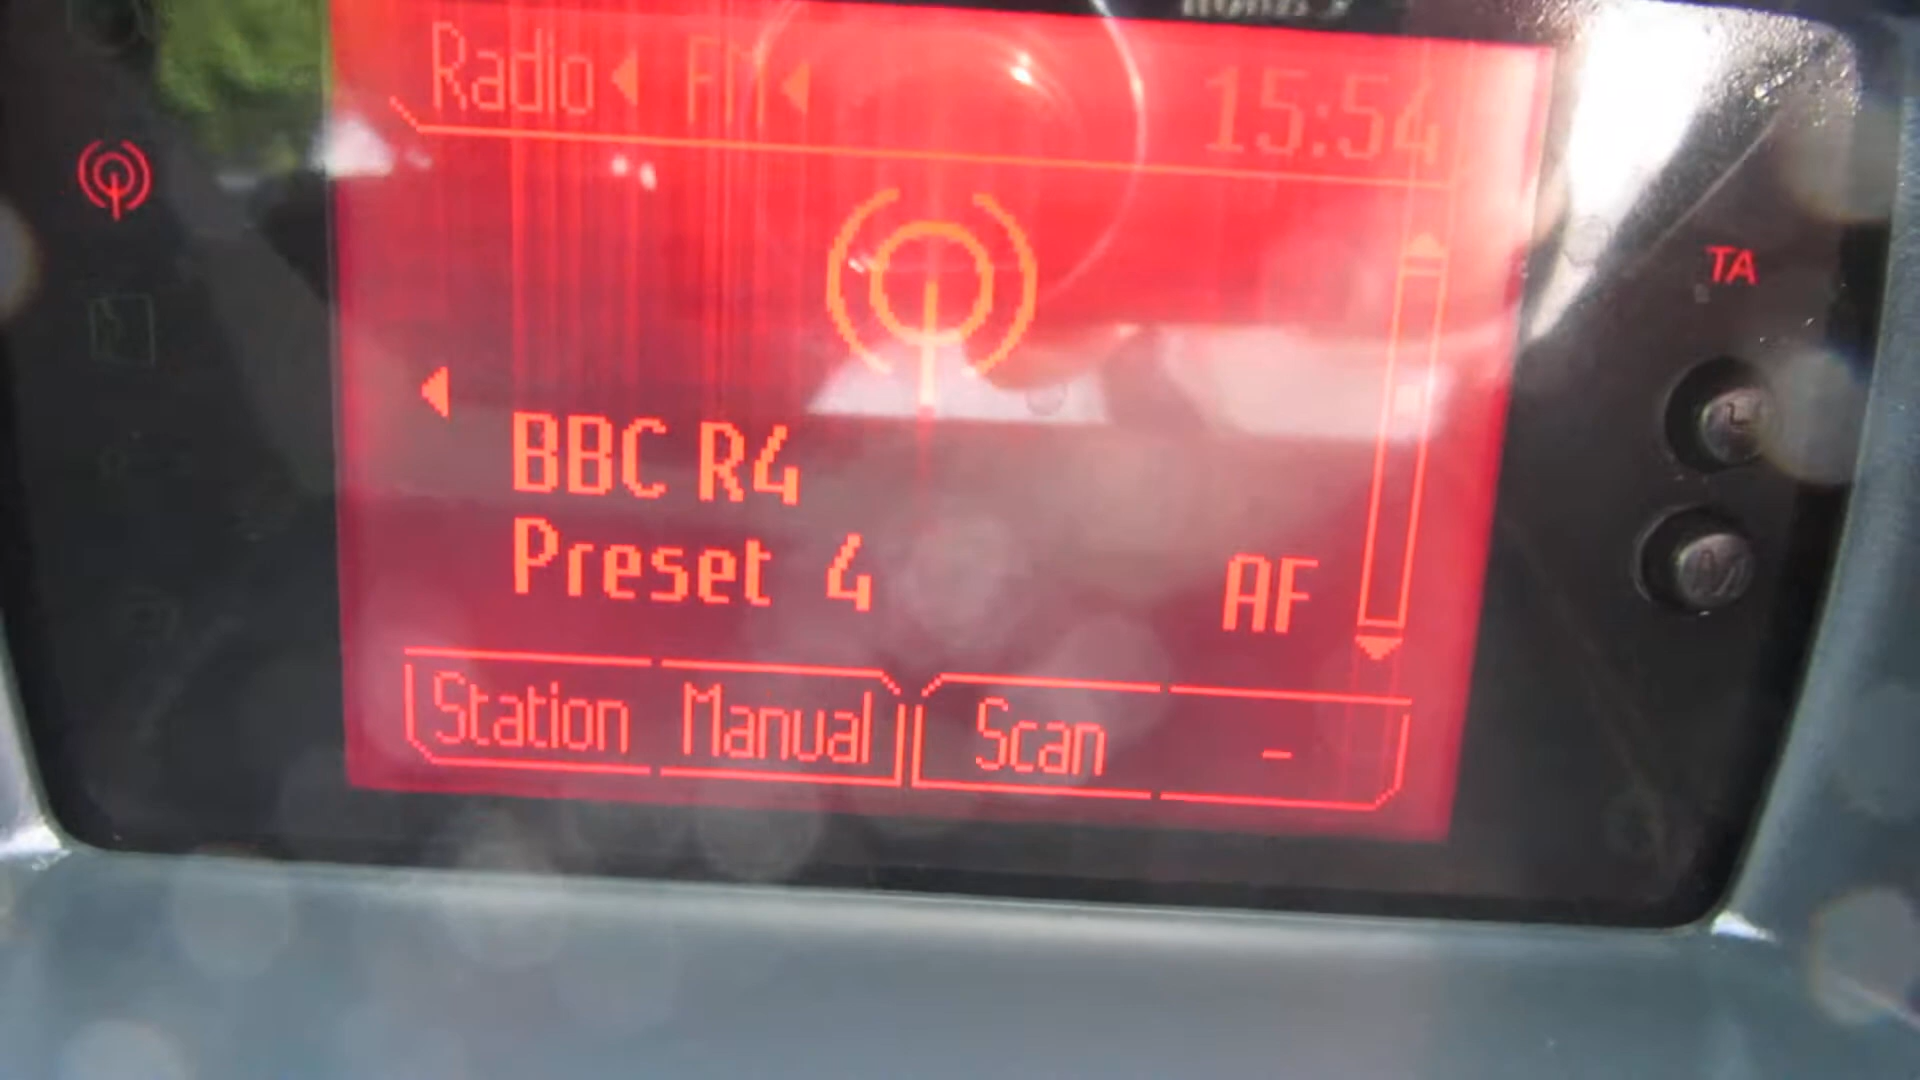 Radio FM 15:54
TA
BBC R4
Preset 4 AF
Station Manual Scan -